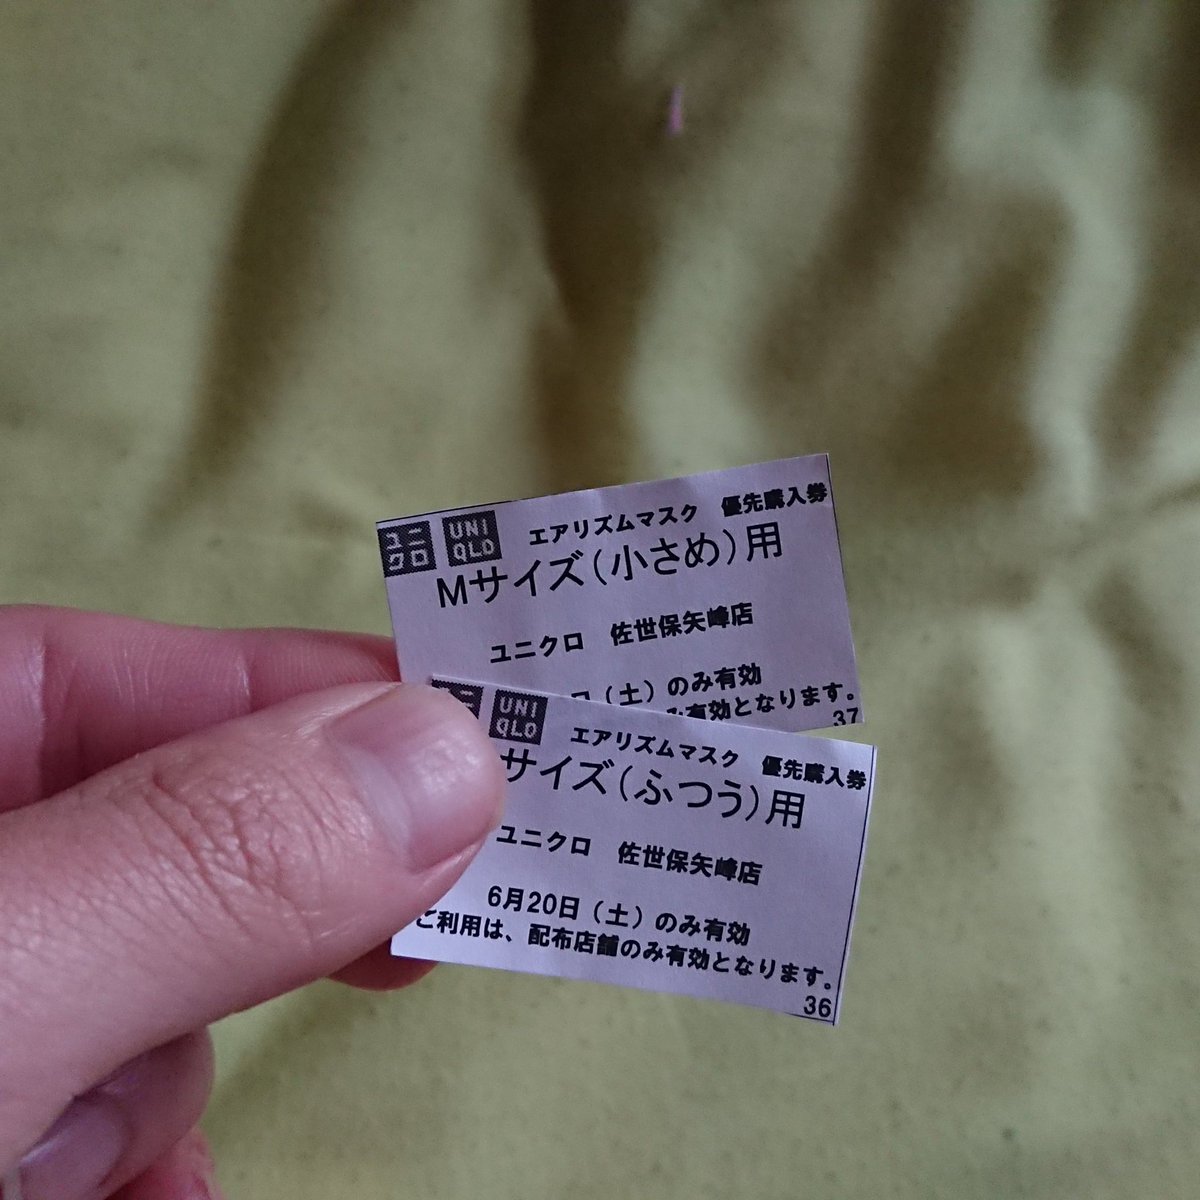 ユニクロ
UNIQLO
エアリズムマスク 優先購入券
Mサイズ(小さめ)用
ユニクロ 佐世保矢峰店
日(土)のみ有効
み有効となります。
37
UNIQLO
エアリズムマスク 優先購入券
サイズ(ふつう)用
ユニクロ 佐世保矢峰店
6月20日(土)のみ有効
ご利用は、配布店舗のみ有効となります。
36